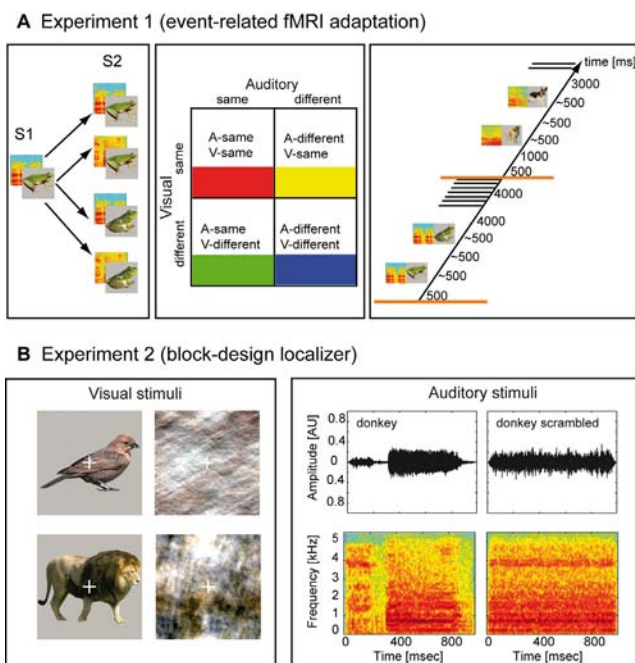 A Experiment 1 (event-related fMRI adaptation)
S2
S1
Auditory
same different
Visual
same
different
A-same
V-same
A-different
V-same
A-same
V-different
A-different
V-different
time [ms]
3000
~500
~500
~500
1000
500
4000
4000
~500
~500
~500
500
B Experiment 2 (block-design localizer)
Visual stimuli
Auditory stimuli
Amplitude [AU]
0.8
0.4
0
0.4
0.8
donkey
donkey scrambled
Frequency [kHz]
5
4
3
2
1
0
400 800
400 800
Time [msec]
Time [msec]